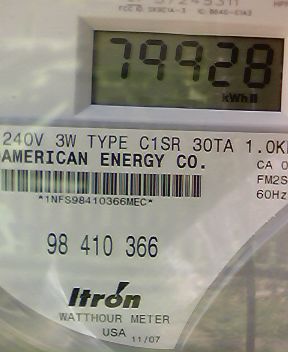 79928
kWh
240V 3W TYPE C1SR 30TA 1.0K
AMERICAN ENERGY CO.
CA 0
FM2S
60Hz
*1NFS98410366MEC*
98 410 366
Itron
WATTHOUR METER
USA 11/07